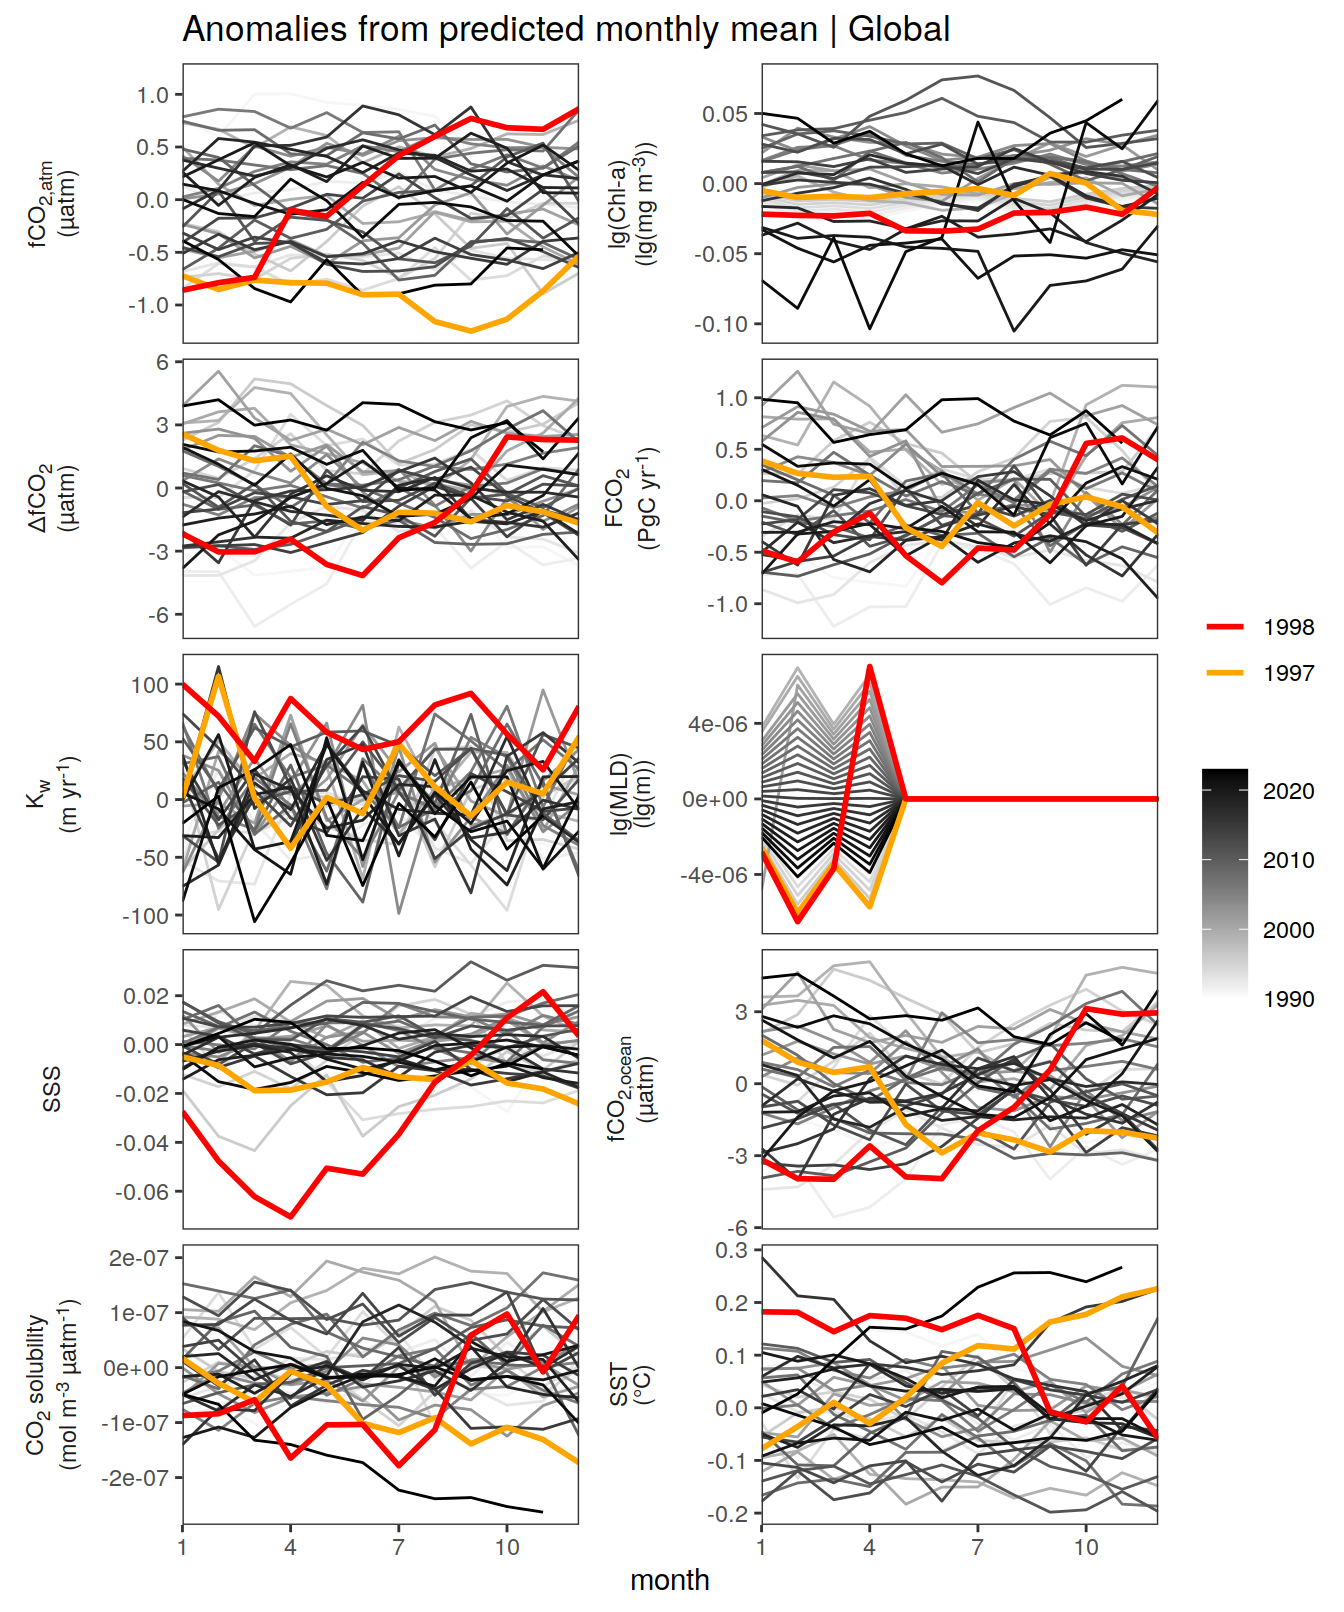 Anomalies from predicted monthly mean | Global
fCO2,atm
(µatm)
1.0
0.5
0.0
-0.5
-1.0
lg(Chl-a)
(lg(mg m-3))
0.05
0.00
-0.05
-0.10
ΔfCO2
(µatm)
6
3
0
-3
-6
FCO2
(PgC yr-1)
1.0
0.5
0.0
-0.5
-1.0
Kw
(m yr-1)
100
50
0
-50
-100
lg(MLD)
(lg(m))
4e-06
0e+00
-4e-06
SSS
0.02
0.00
-0.02
-0.04
-0.06
fCO2,ocean
(µatm)
3
0
-3
-6
CO2 solubility
(mol m-3 µatm-1)
2e-07
1e-07
0e+00
-1e-07
-2e-07
SST
(°C)
0.3
0.2
0.1
0.0
-0.1
-0.2
1 4 7 10
1 4 7 10
month
1998
1997
2020
2010
2000
1990